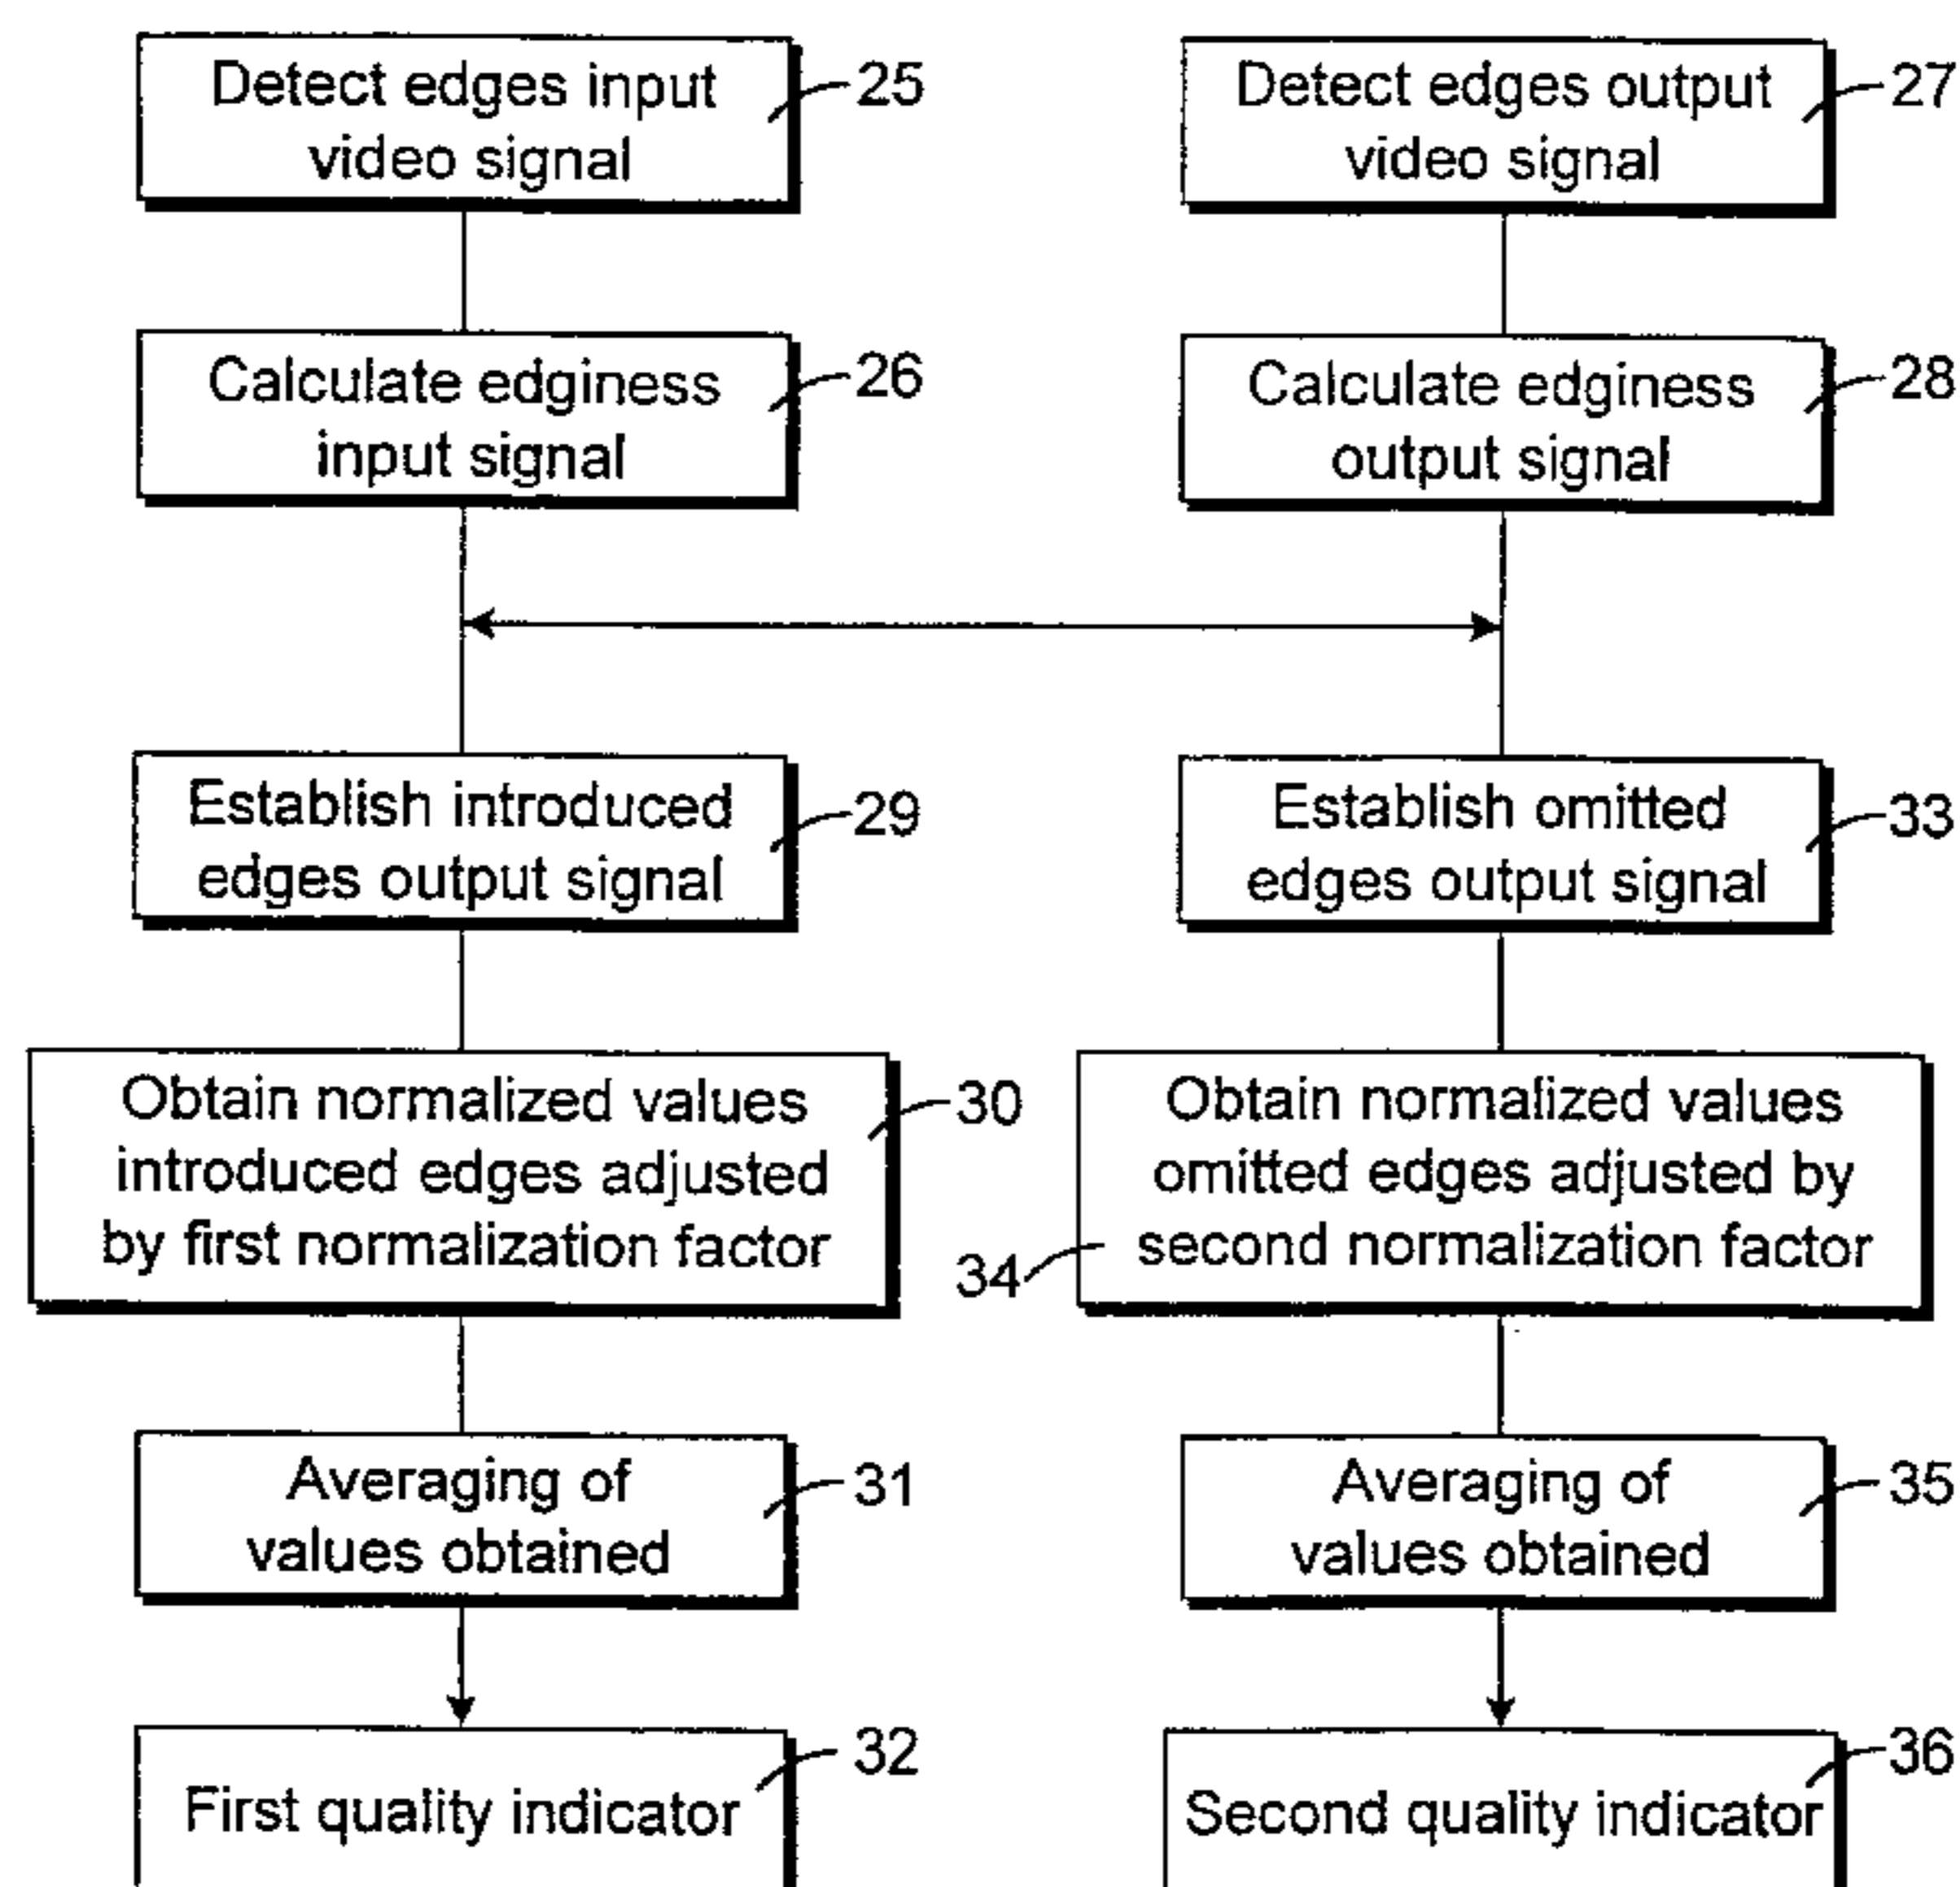 Detect edges input
video signal
25
Detect edges output
video signal
27
Calculate edginess
input signal
26
Calculate edginess
output signal
28
Establish introduced
edges output signal
29
Establish omitted
edges output signal
33
Obtain normalized values
introduced edges adjusted
by first normalization factor
30
Obtain normalized values
omitted edges adjusted by
second normalization factor
34
Averaging of
values obtained
31
Averaging of
values obtained
35
First quality indicator
32
Second quality indicator
36